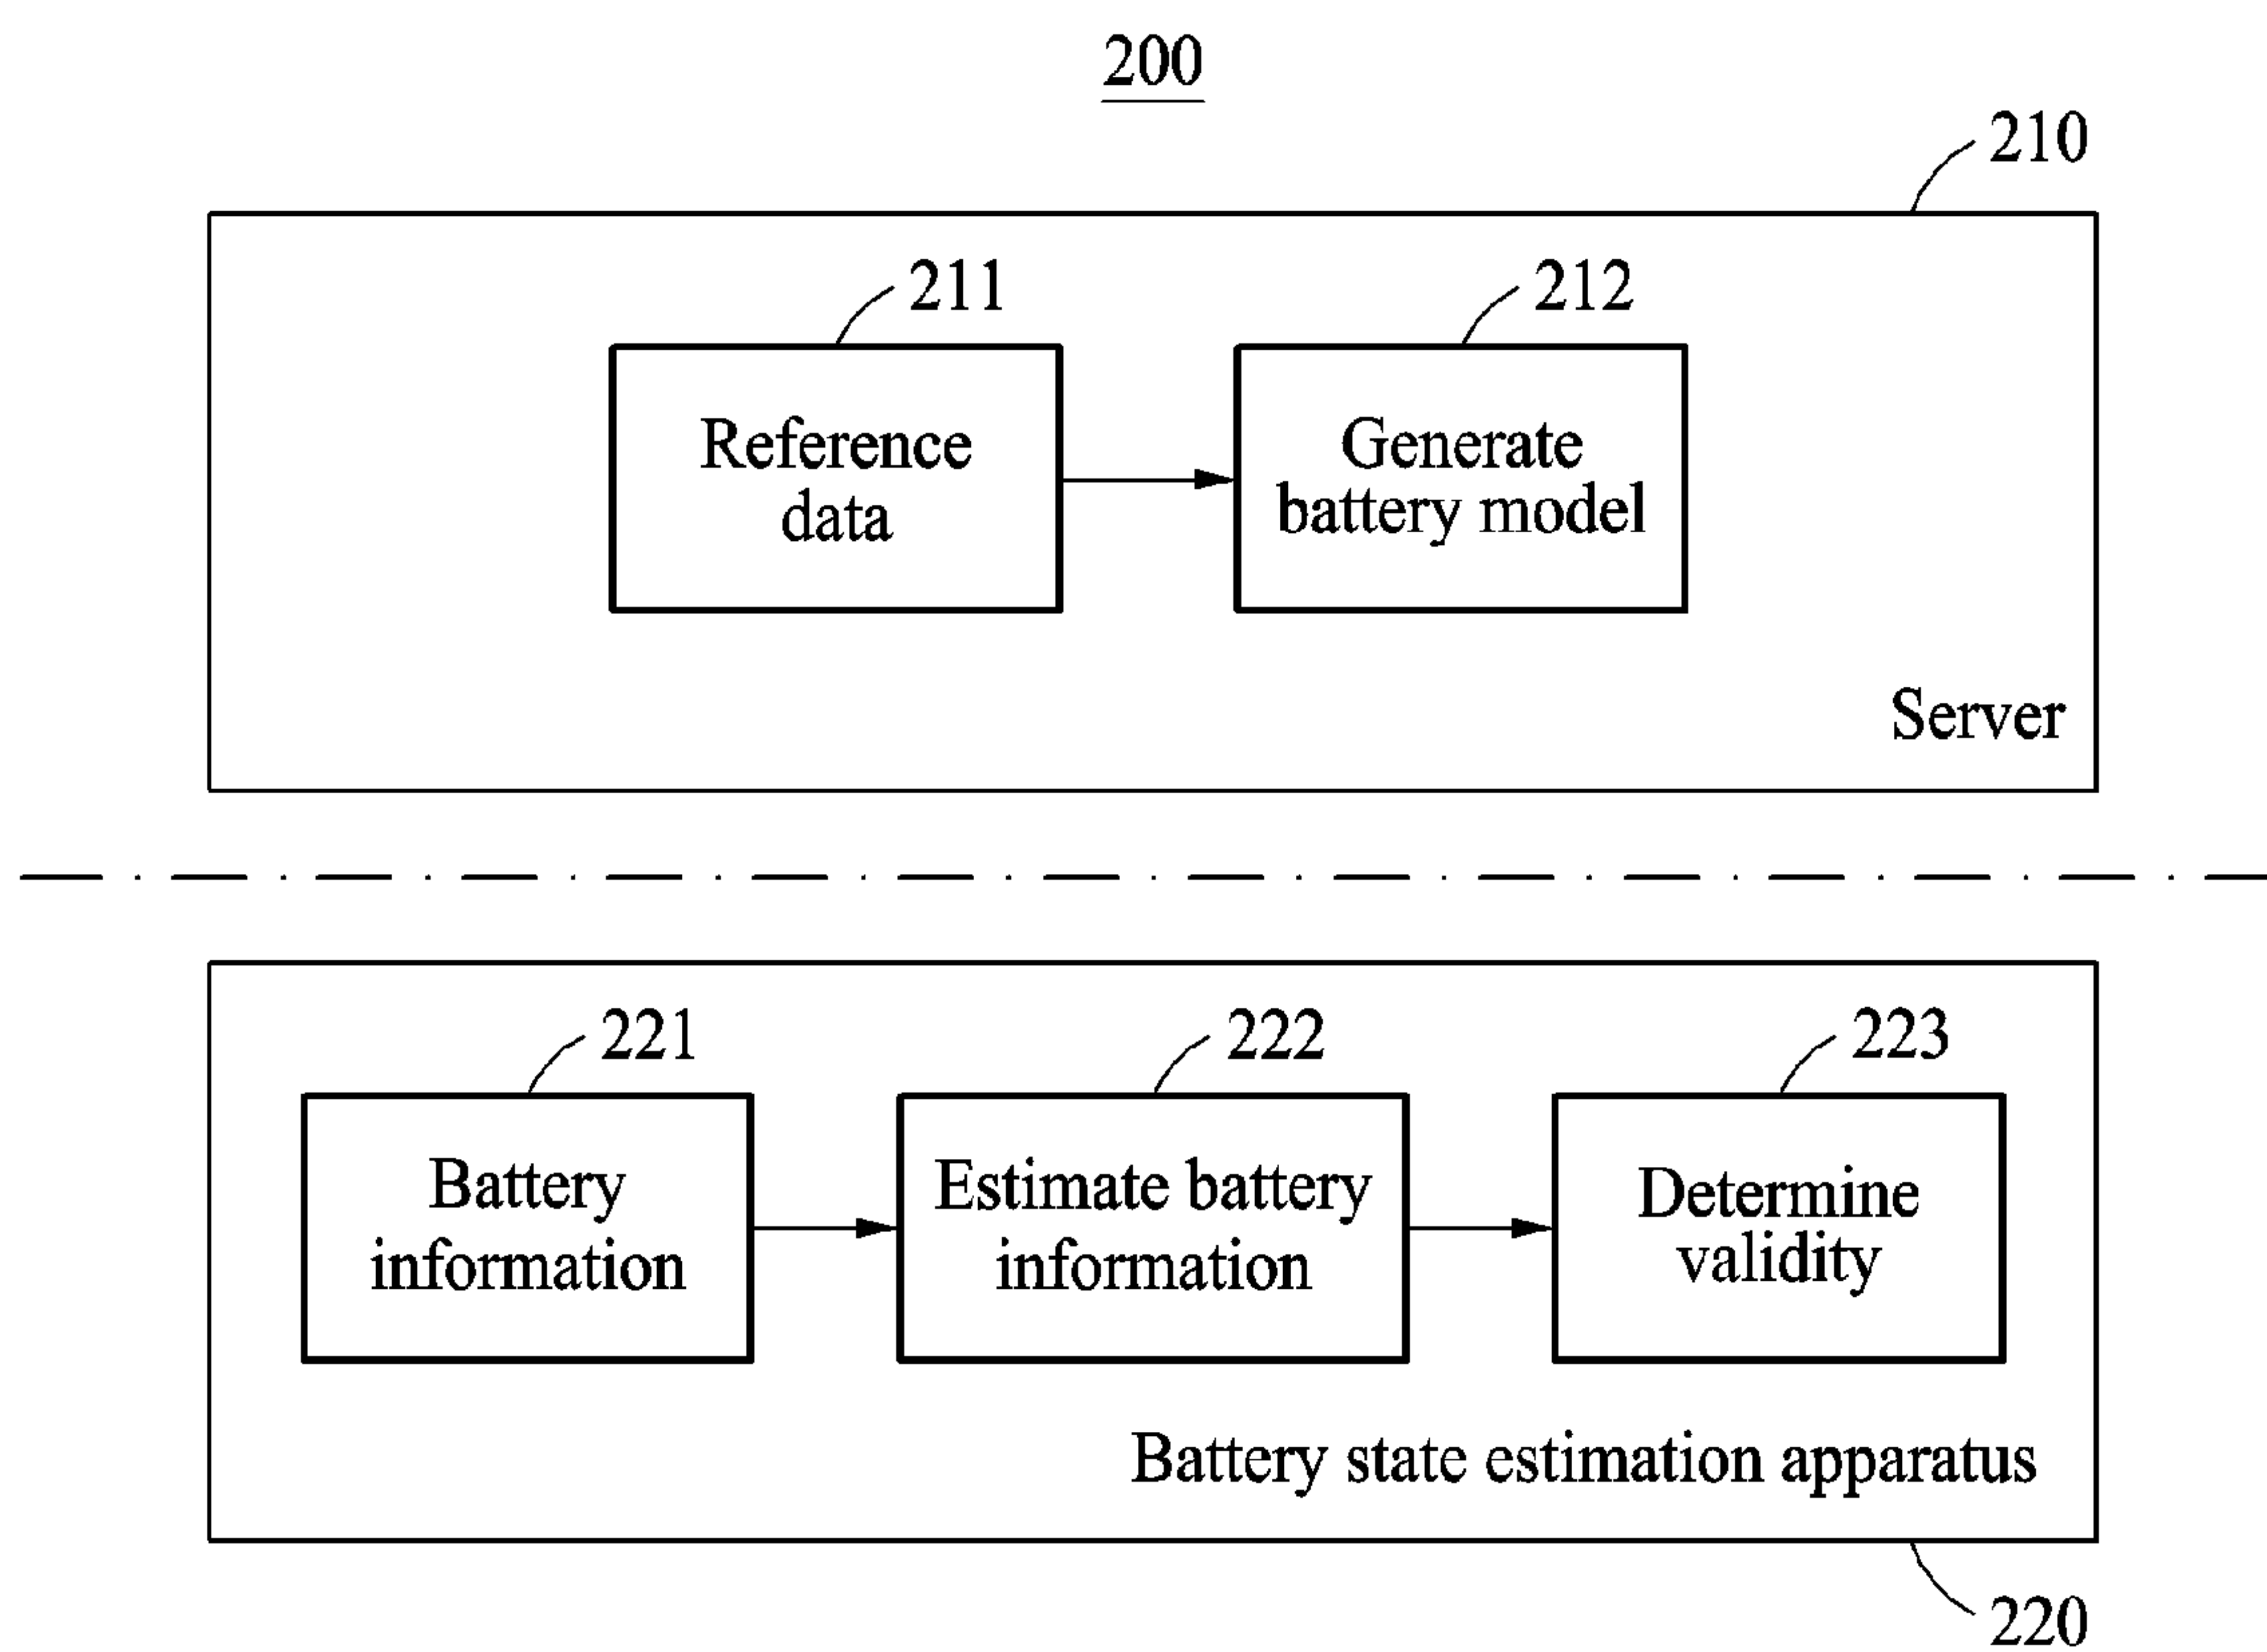 200
210
211
212
Reference
data
Generate
battery model
Server
221
222
223
Battery
information
Estimate battery
information
Determine
validity
Battery state estimation apparatus
220